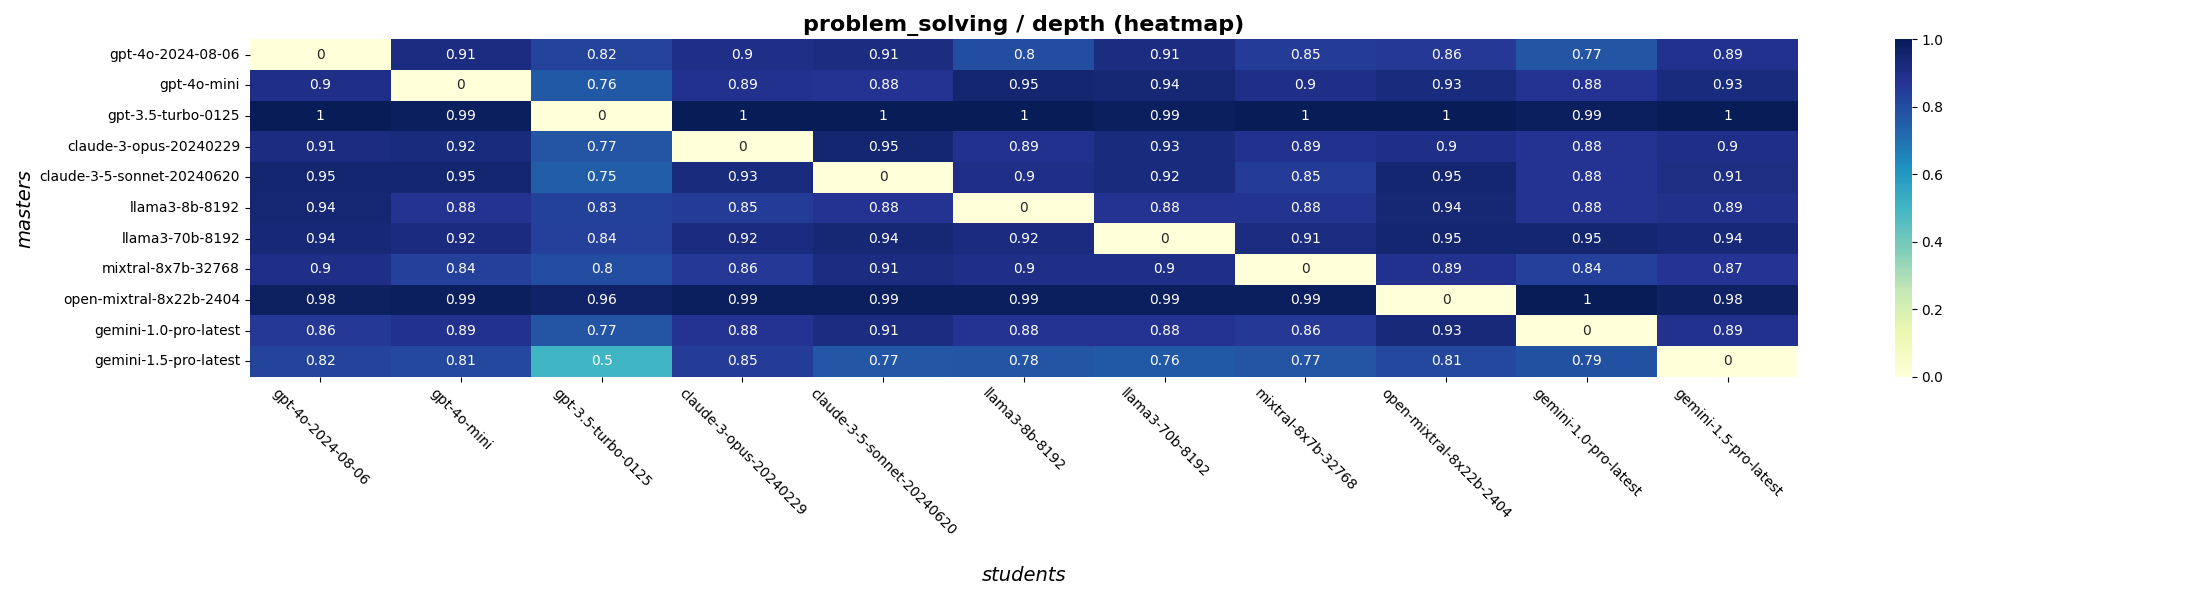 problem_solving / depth (heatmap)
masters
gpt-4o-2024-08-06 0 0.91 0.82 0.9 0.91 0.8 0.91 0.85 0.86 0.77 0.89
gpt-4o-mini 0.9 0 0.76 0.89 0.88 0.95 0.94 0.9 0.93 0.88 0.93
gpt-3.5-turbo-0125 1 0.99 0 1 1 1 0.99 1 1 0.99 1
claude-3-opus-20240229 0.91 0.92 0.77 0 0.95 0.89 0.93 0.89 0.9 0.88 0.9
claude-3-5-sonnet-20240620 0.95 0.95 0.75 0.93 0 0.9 0.92 0.85 0.95 0.88 0.91
llama3-8b-8192 0.94 0.88 0.83 0.85 0.88 0 0.88 0.88 0.94 0.88 0.89
llama3-70b-8192 0.94 0.92 0.84 0.92 0.94 0.92 0 0.91 0.95 0.95 0.94
mixtral-8x7b-32768 0.9 0.84 0.8 0.86 0.91 0.9 0.9 0 0.89 0.84 0.87
open-mixtral-8x22b-2404 0.98 0.99 0.96 0.99 0.99 0.99 0.99 0.99 0 1 0.98
gemini-1.0-pro-latest 0.86 0.89 0.77 0.88 0.91 0.88 0.88 0.86 0.93 0 0.89
gemini-1.5-pro-latest 0.82 0.81 0.5 0.85 0.77 0.78 0.76 0.77 0.81 0.79 0
gpt-4o-2024-08-06
gpt-4o-mini
gpt-3.5-turbo-0125
claude-3-opus-20240229
claude-3-5-sonnet-20240620
llama3-8b-8192
llama3-70b-8192
mixtral-8x7b-32768
open-mixtral-8x22b-2404
gemini-1.0-pro-latest
gemini-1.5-pro-latest
students
1.0
0.8
0.6
0.4
0.2
0.0